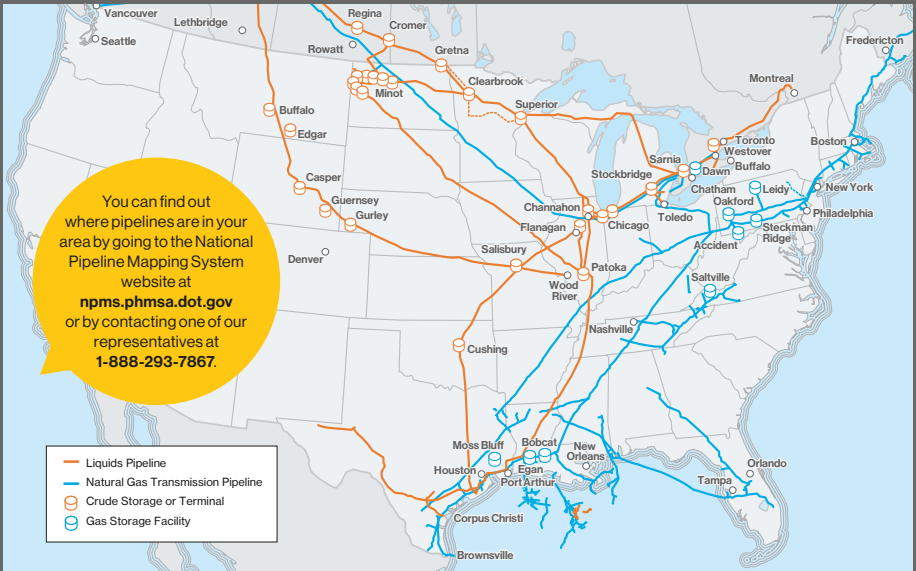 Vancouver
Lethbridge
Seattle
Regina
Cromer
Rowatt
Gretna
Minot
Clearbrook
Superior
Montreal
Fredericton
Buffalo
Edgar
Casper
Guernsey
Gurley
Denver
Toronto
Westover
Buffalo
Boston
Sarnia
Dawn
Stockbridge
Chatham
Leidy
New York
Oakford
Toledo
Philadelphia
Channahon
Flanagan
Chicago
Steckman
Ridge
Accident
Salisbury
Patoka
Wood
River
Saltville
Nashville
Cushing
Moss Bluff
Bobcat
New
Orleans
Houston
Egan
Port Arthur
Orlando
Tampa
Corpus Christi
Brownsville
You can find out
where pipelines are in your
area by going to the National
Pipeline Mapping System
website at
npms.phmsa.dot.gov
or by contacting one of our
representatives at
1-888-293-7867.
Liquids Pipeline
Natural Gas Transmission Pipeline
Crude Storage or Terminal
Gas Storage Facility